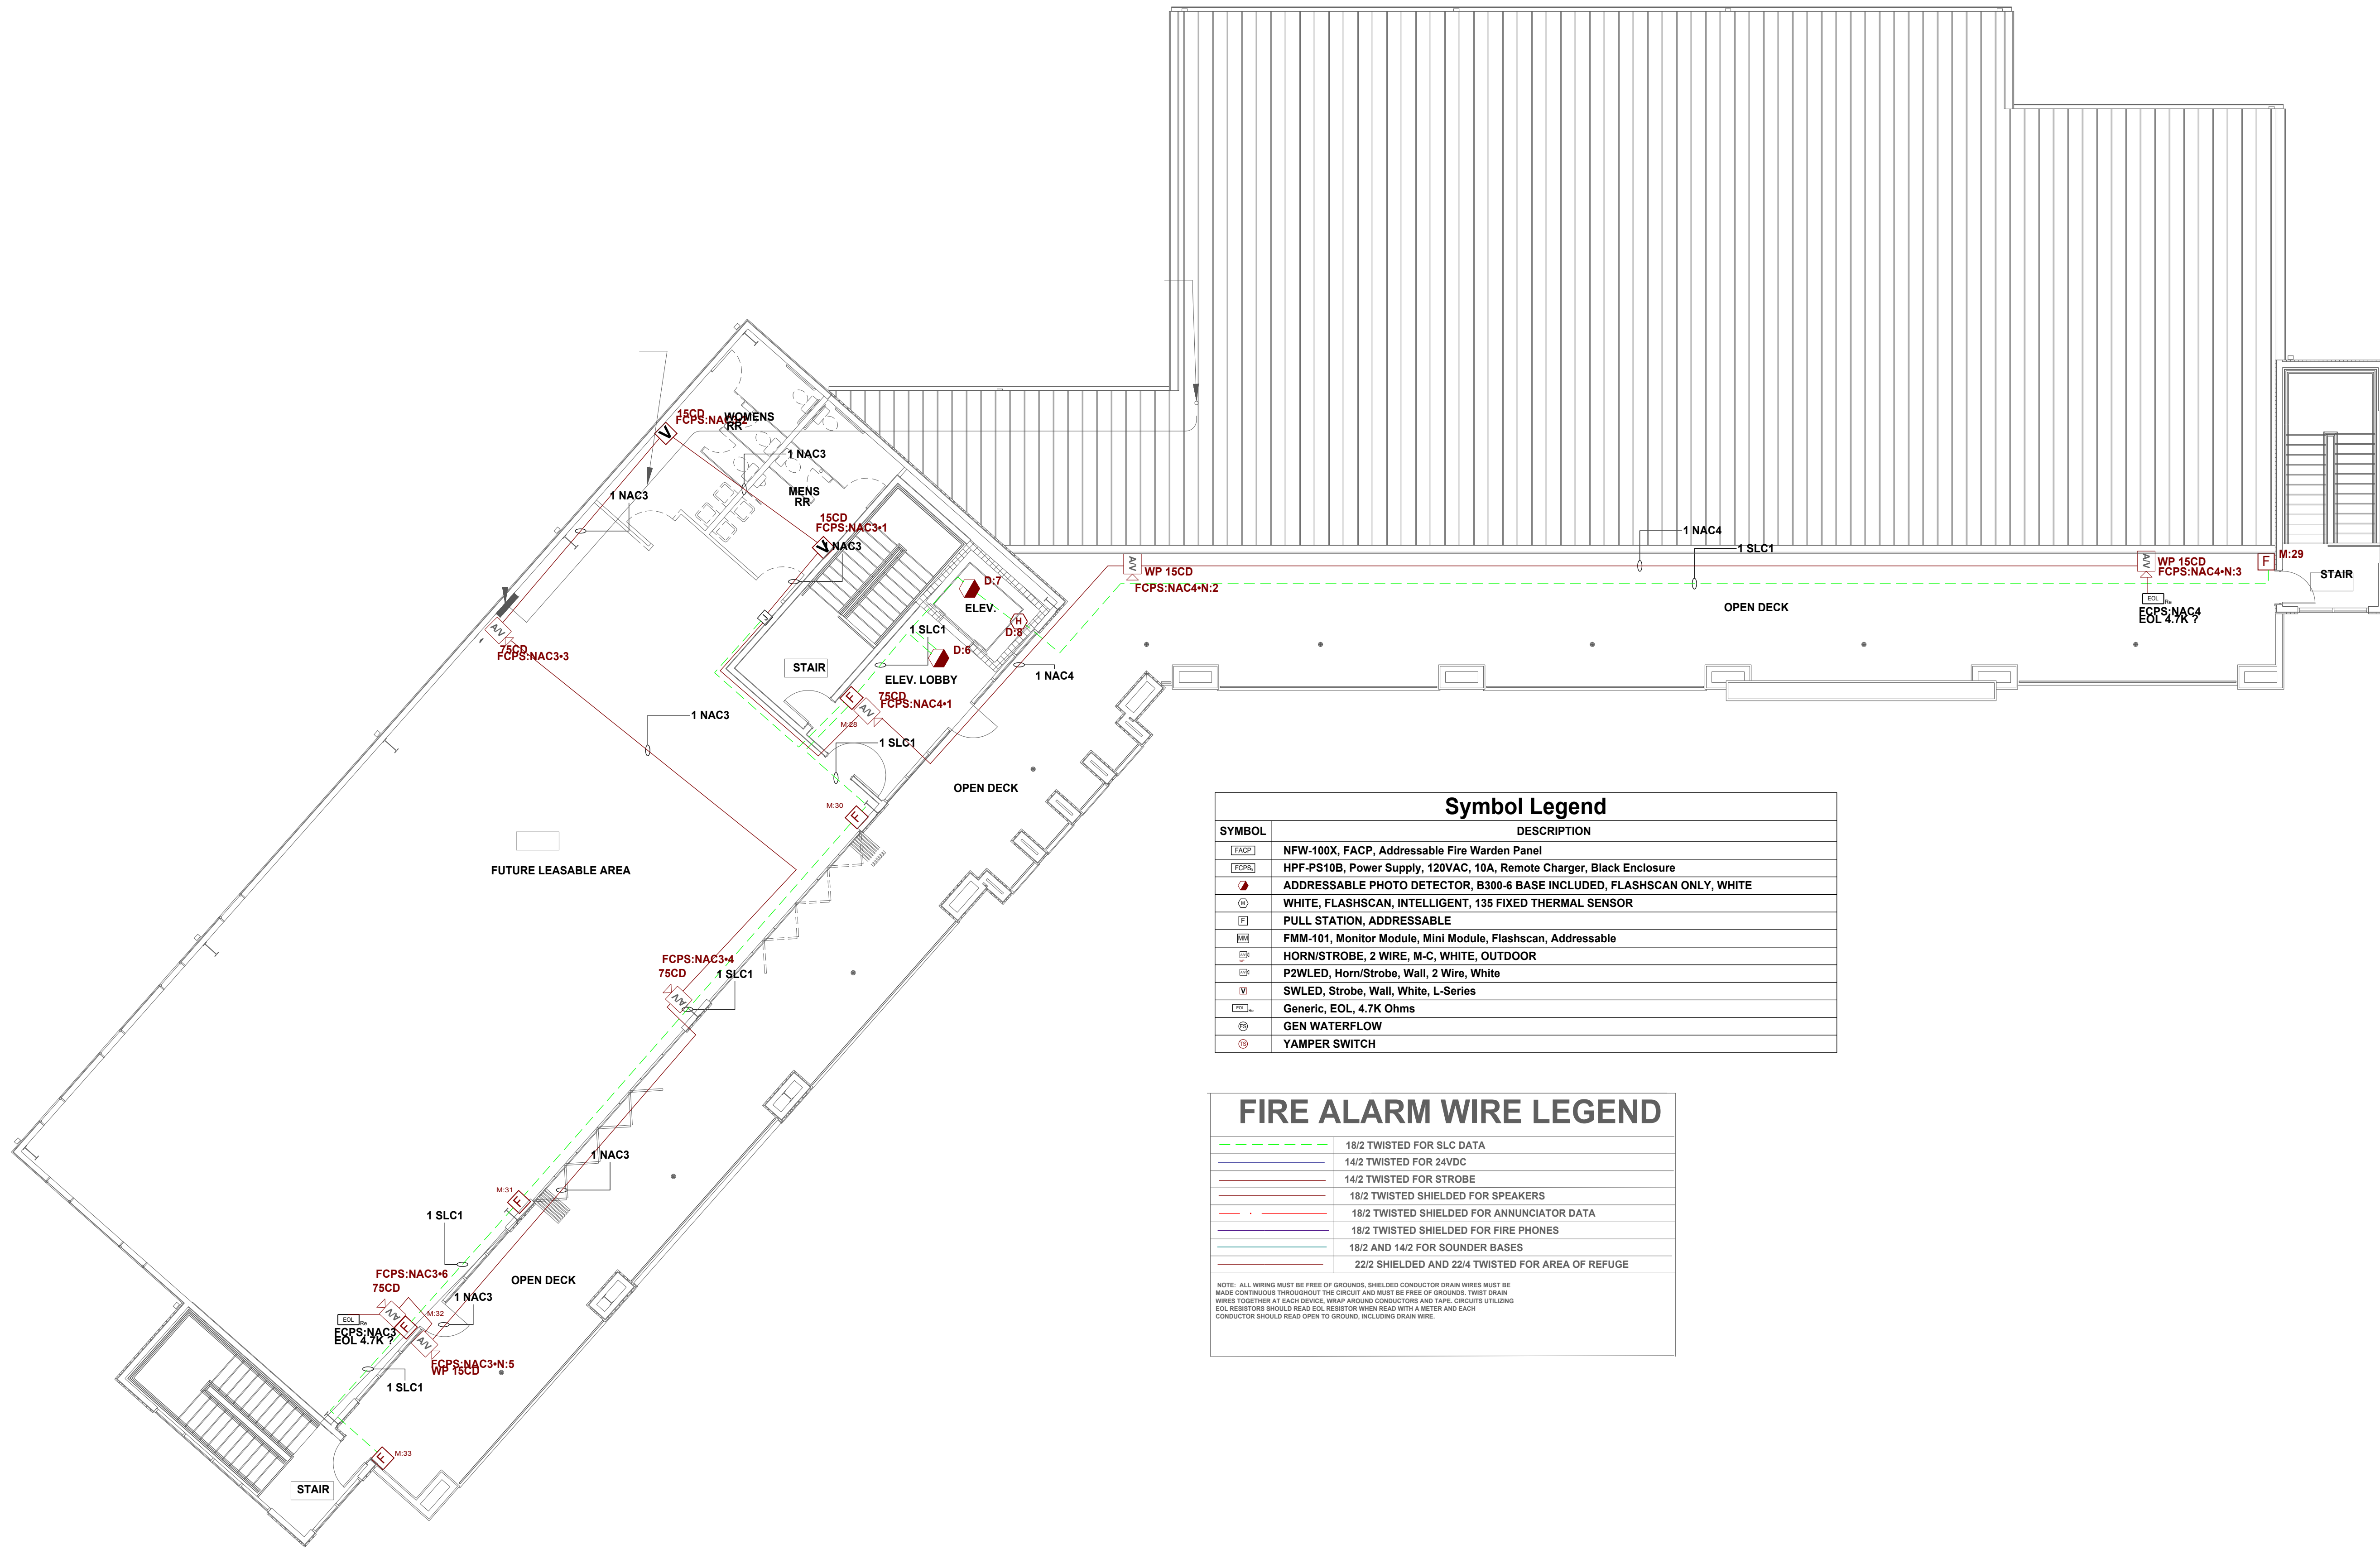 15CD
FCPS:NAC3•2
WOMENS
RR
1 NAC3
MENS
RR
1 NAC3
15CD
FCPS:NAC3•1
1 NAC3
V
V
J
A/V
75CD
FCPS:NAC3•3
D:7
ELEV.
H
D:8
1 SLC1
D:6
ELEV. LOBBY
STAIR
F
A/V
75CD
FCPS:NAC4•1
M:28
1 NAC4
A/V
WP 15CD
FCPS:NAC4•N:2
1 NAC4
1 SLC1
OPEN DECK
A/V
WP 15CD
FCPS:NAC4•N:3
EOL Re
FCPS:NAC4
EOL 4.7K ?
F
M:29
STAIR
1 NAC3
1 SLC1
OPEN DECK
M:30
F
FUTURE LEASABLE AREA
FCPS:NAC3•4
75CD
A/V
1 SLC1
1 NAC3
M:31
F
1 SLC1
OPEN DECK
FCPS:NAC3•6
75CD
1 NAC3
A/V
M:32
F
EOL Re
FCPS:NAC3
EOL 4.7K ?
A/V
FCPS:NAC3•N:5
WP 15CD
1 SLC1
F
M:33
STAIR
Symbol Legend
SYMBOL DESCRIPTION
FACP NFW-100X, FACP, Addressable Fire Warden Panel
FCPS HPF-PS10B, Power Supply, 120VAC, 10A, Remote Charger, Black Enclosure
ADDRESSABLE PHOTO DETECTOR, B300-6 BASE INCLUDED, FLASHSCAN ONLY, WHITE
H WHITE, FLASHSCAN, INTELLIGENT, 135 FIXED THERMAL SENSOR
F PULL STATION, ADDRESSABLE
MM FMM-101, Monitor Module, Mini Module, Flashscan, Addressable
HORN/STROBE, 2 WIRE, M-C, WHITE, OUTDOOR
P2WLED, Horn/Strobe, Wall, 2 Wire, White
V SWLED, Strobe, Wall, White, L-Series
EOL Re Generic, EOL, 4.7K Ohms
FS GEN WATERFLOW
TS YAMPER SWITCH
FIRE ALARM WIRE LEGEND
18/2 TWISTED FOR SLC DATA
14/2 TWISTED FOR 24VDC
14/2 TWISTED FOR STROBE
18/2 TWISTED SHIELDED FOR SPEAKERS
18/2 TWISTED SHIELDED FOR ANNUNCIATOR DATA
18/2 TWISTED SHIELDED FOR FIRE PHONES
18/2 AND 14/2 FOR SOUNDER BASES
22/2 SHIELDED AND 22/4 TWISTED FOR AREA OF REFUGE
NOTE: ALL WIRING MUST BE FREE OF GROUNDS, SHIELDED CONDUCTOR DRAIN WIRES MUST BE
MADE CONTINUOUS THROUGHOUT THE CIRCUIT AND MUST BE FREE OF GROUNDS. TWIST DRAIN
WIRES TOGETHER AT EACH DEVICE, WRAP AROUND CONDUCTORS AND TAPE. CIRCUITS UTILIZING
EOL RESISTORS SHOULD READ EOL RESISTOR WHEN READ WITH A METER AND EACH
CONDUCTOR SHOULD READ OPEN TO GROUND, INCLUDING DRAIN WIRE.